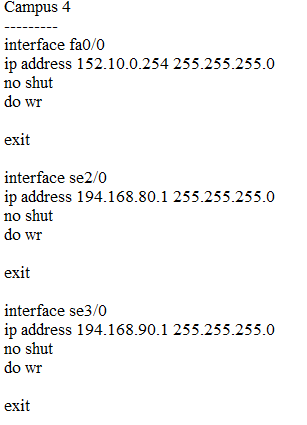 Campus 4
---------
interface fa0/0
ip address 152.10.0.254 255.255.255.0
no shut
do wr
exit
interface se2/0
ip address 194.168.80.1 255.255.255.0
no shut
do wr
exit
interface se3/0
ip address 194.168.90.1 255.255.255.0
no shut
do wr
exit